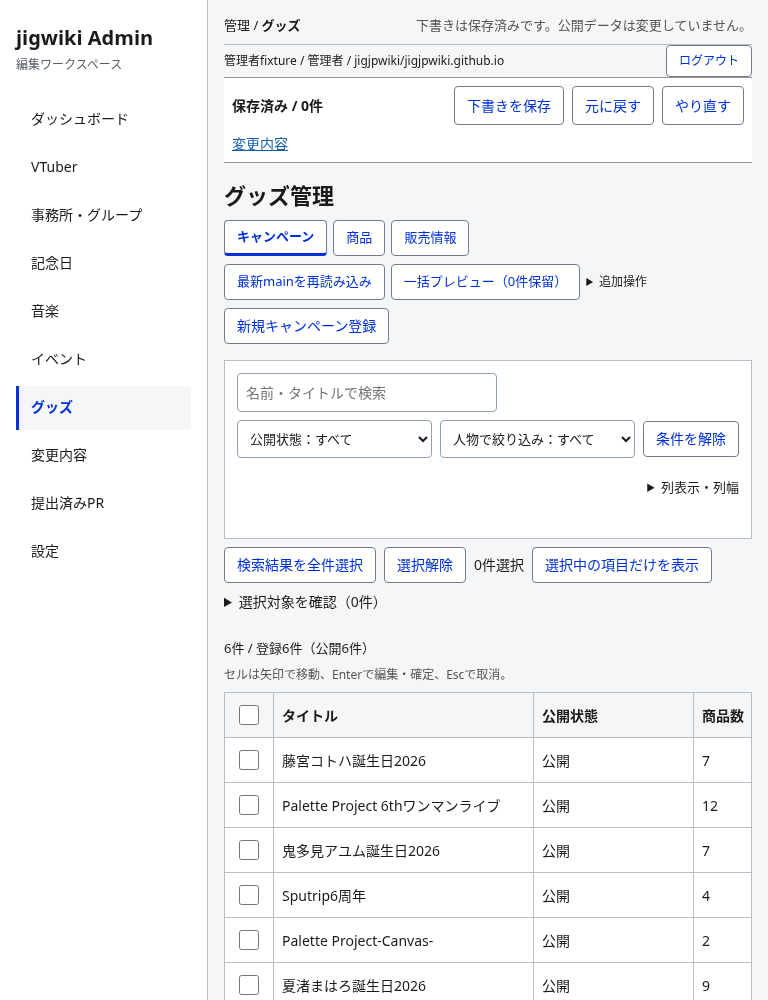 jigwiki Admin
編集ワークスペース
ダッシュボード
VTuber
事務所・グループ
記念日
音楽
イベント
グッズ
変更内容
提出済みPR
設定
管理 / グッズ
下書きは保存済みです。公開データは変更していません。
管理者fixture / 管理者 / jigjpwiki/jigjpwiki.github.io
ログアウト
保存済み / 0件
下書きを保存
元に戻す
やり直す
変更内容
グッズ管理
キャンペーン
商品
販売情報
最新mainを再読み込み
一括プレビュー（0件保留）
▶ 追加操作
新規キャンペーン登録
名前・タイトルで検索
公開状態：すべて
人物で絞り込み：すべて
条件を解除
▶ 列表示・列幅
検索結果を全件選択
選択解除
0件選択
選択中の項目だけを表示
▶ 選択対象を確認（0件）
6件 / 登録6件（公開6件）
セルは矢印で移動、Enterで編集・確定、Escで取消。
タイトル 公開状態 商品数
藤宮コトハ誕生日2026 公開 7
Palette Project 6thワンマンライブ 公開 12
鬼多見アユム誕生日2026 公開 7
Sputrip6周年 公開 4
Palette Project-Canvas- 公開 2
夏渚まはろ誕生日2026 公開 9